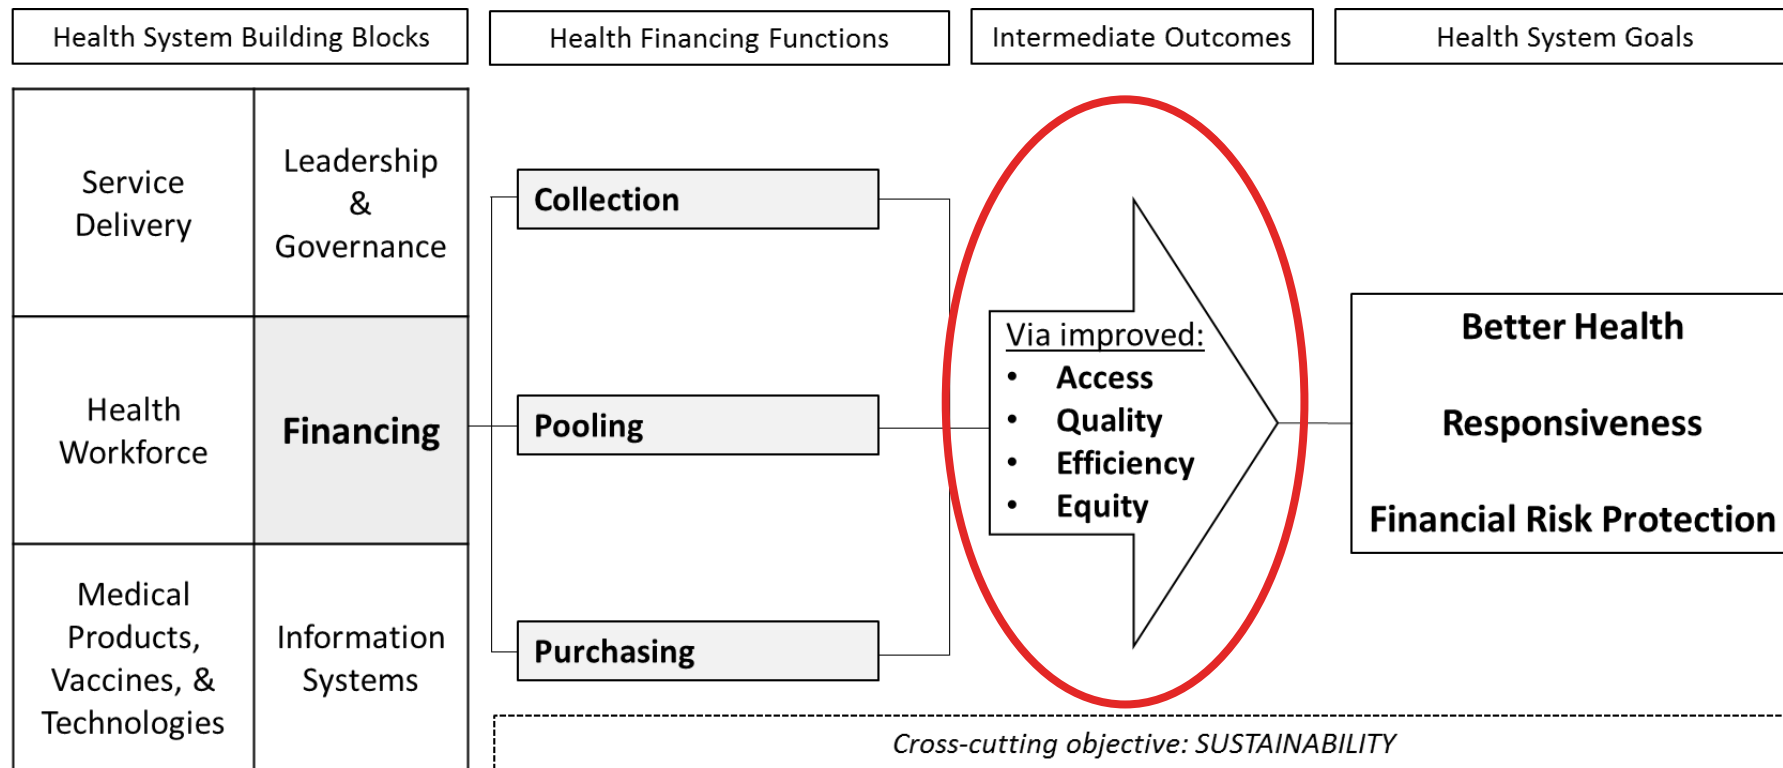 Health System Building Blocks
Health Financing Functions
Intermediate Outcomes
Health System Goals
Service
Delivery
Leadership
&
Governance
Health
Workforce
Financing
Medical
Products,
Vaccines, &
Technologies
Information
Systems
Collection
Pooling
Purchasing
Via improved:
• Access
• Quality
• Efficiency
• Equity
Better Health
Responsiveness
Financial Risk Protection
Cross-cutting objective: SUSTAINABILITY